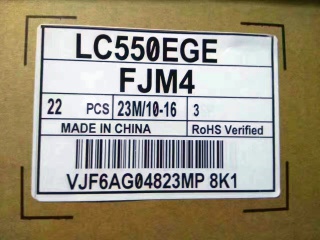 LC550EGE
FJM4
22 PCS 23M/10-16 3
MADE IN CHINA RoHS Verified
VJF6AG04823MP 8K1